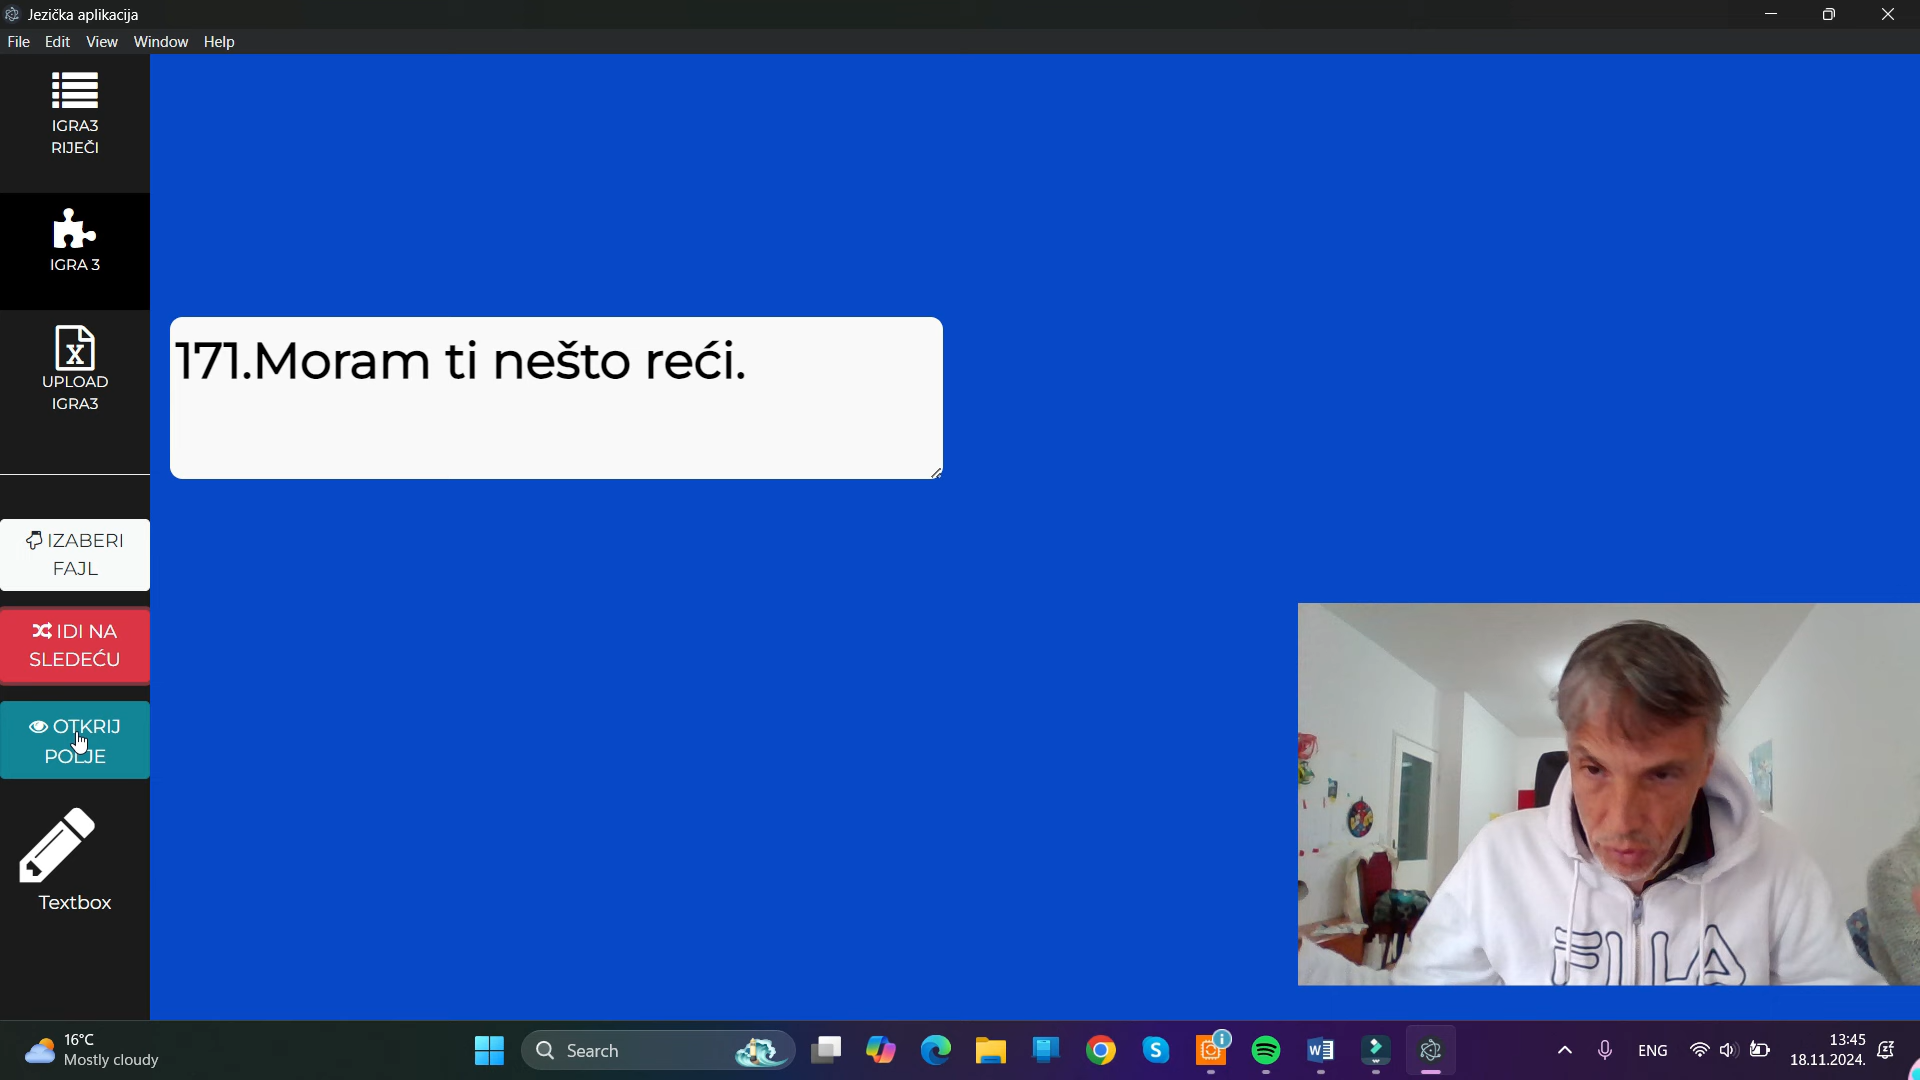 Jezička aplikacija
File Edit View Window Help
IGRA3
RIJEČI
IGRA 3
UPLOAD
IGRA3
171.Moram ti nešto reći.
IZABERI
FAJL
IDI NA
SLEDEĆU
OTKRIJ
POLJE
Textbox
FILA
16°C
Mostly cloudy
Search
ENG
13:45
18.11.2024.